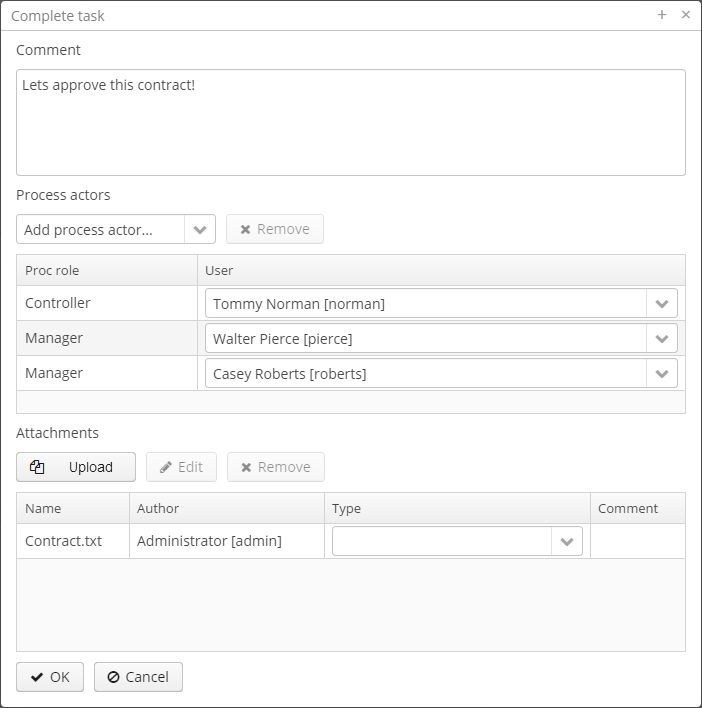 Complete task
Comment
Lets approve this contract!
Process actors
Add process actor...
Remove
Proc role User
Controller Tommy Norman [norman]
Manager Walter Pierce [pierce]
Manager Casey Roberts [roberts]
Attachments
Upload Edit Remove
Name Author Type Comment
Contract.txt Administrator [admin]
OK Cancel